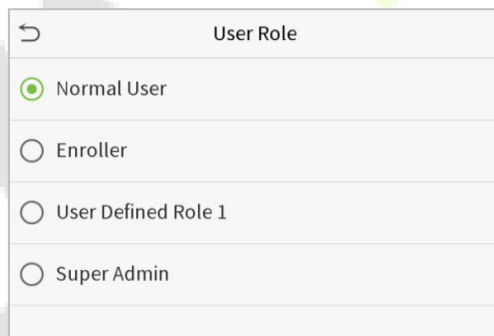 User Role
Normal User
Enroller
User Defined Role 1
Super Admin